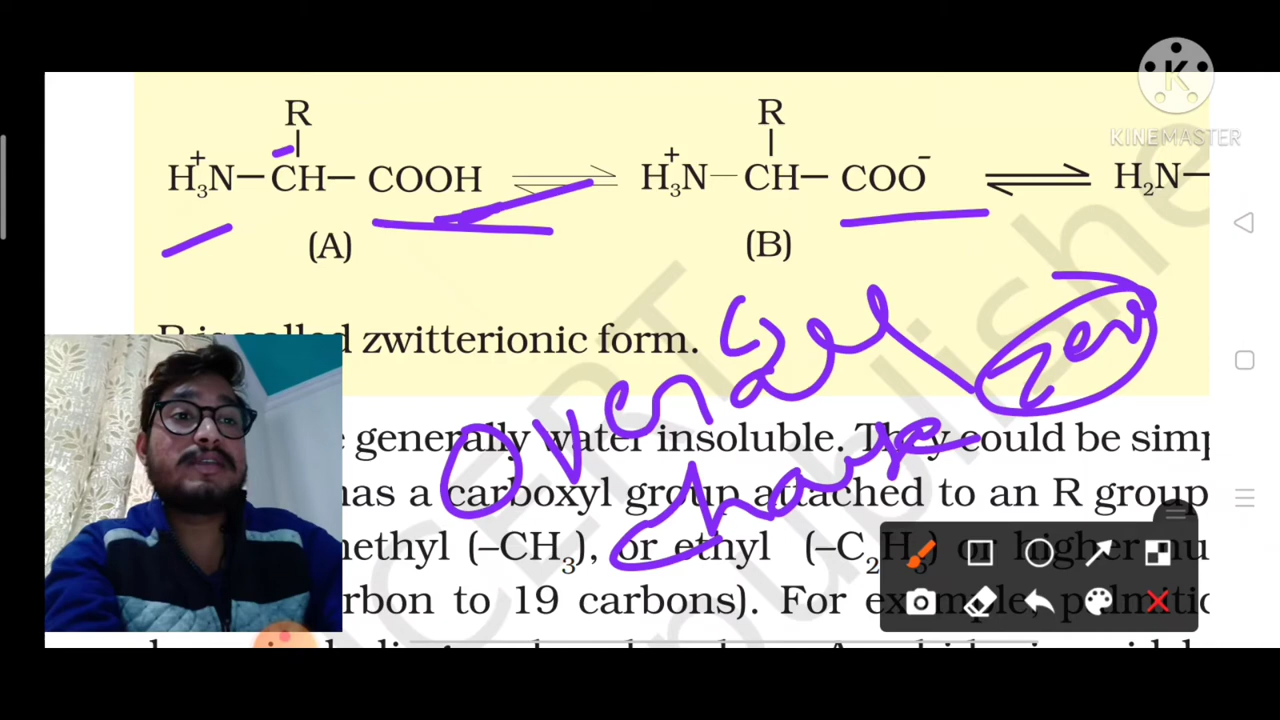 K
KINEMASTER
R R
H₃N⁺—CH—COOH ⇌ H₃N⁺—CH—COO⁻ ⇌ H₂N—
(A) (B)
called zwitterionic form.
Overall
charge
zero
generally water insoluble. They could be simp
has a carboxyl group attached to an R group
methyl (–CH₃), or ethyl (–C₂H₅) or higher nu
rbon to 19 carbons). For example, palmitic